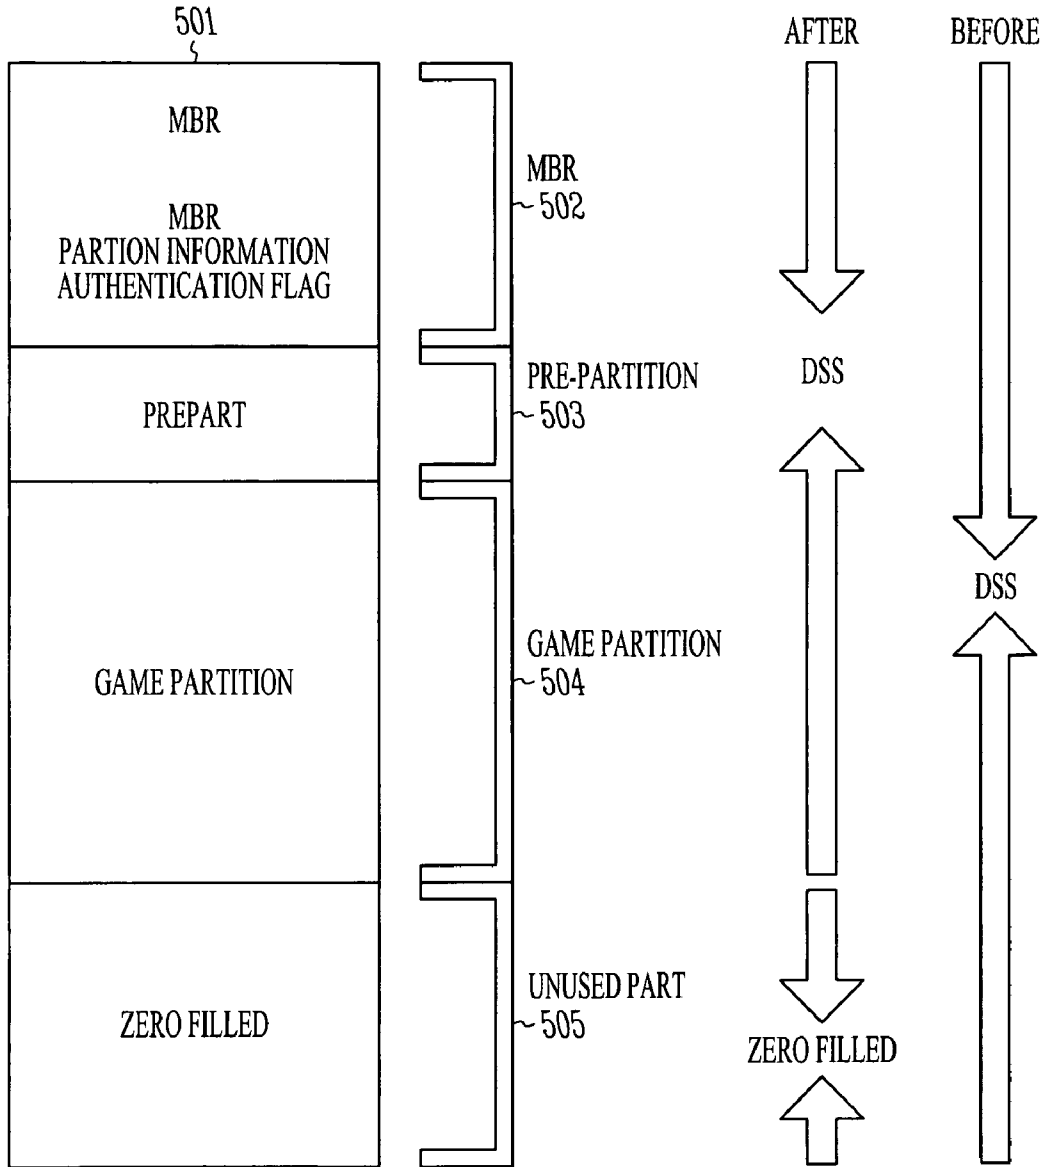 501
AFTER
BEFORE
MBR
MBR
PARTION INFORMATION
AUTHENTICATION FLAG
MBR
502
PREPART
PRE-PARTITION
503
DSS
GAME PARTITION
GAME PARTITION
504
DSS
ZERO FILLED
UNUSED PART
505
ZERO FILLED